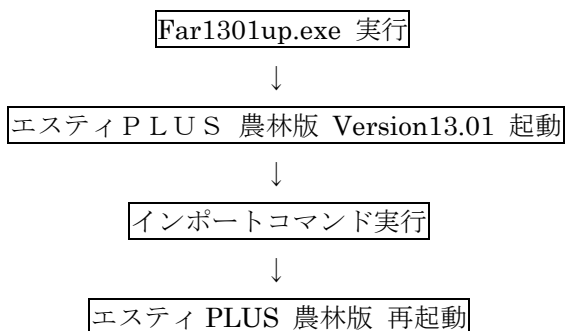 Far1301up.exe 実行
↓
エスティＰＬＵＳ 農林版 Version13.01 起動
↓
インポートコマンド実行
↓
エスティ PLUS 農林版 再起動